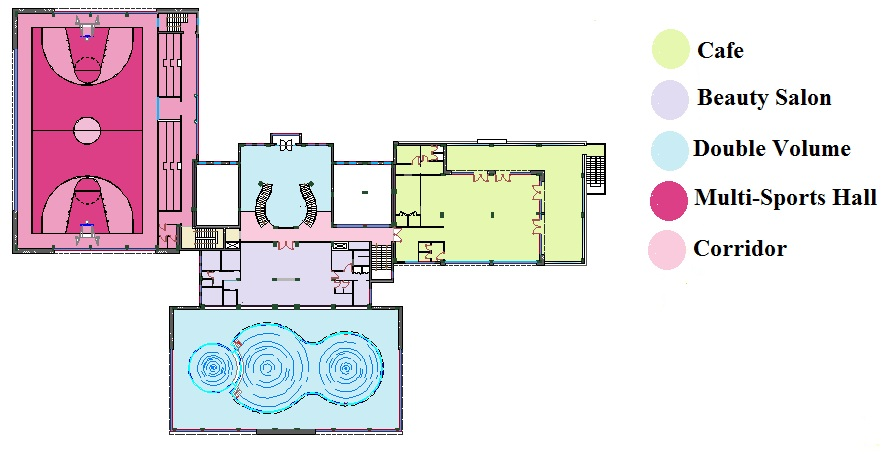 Cafe
Beauty Salon
Double Volume
Multi-Sports Hall
Corridor